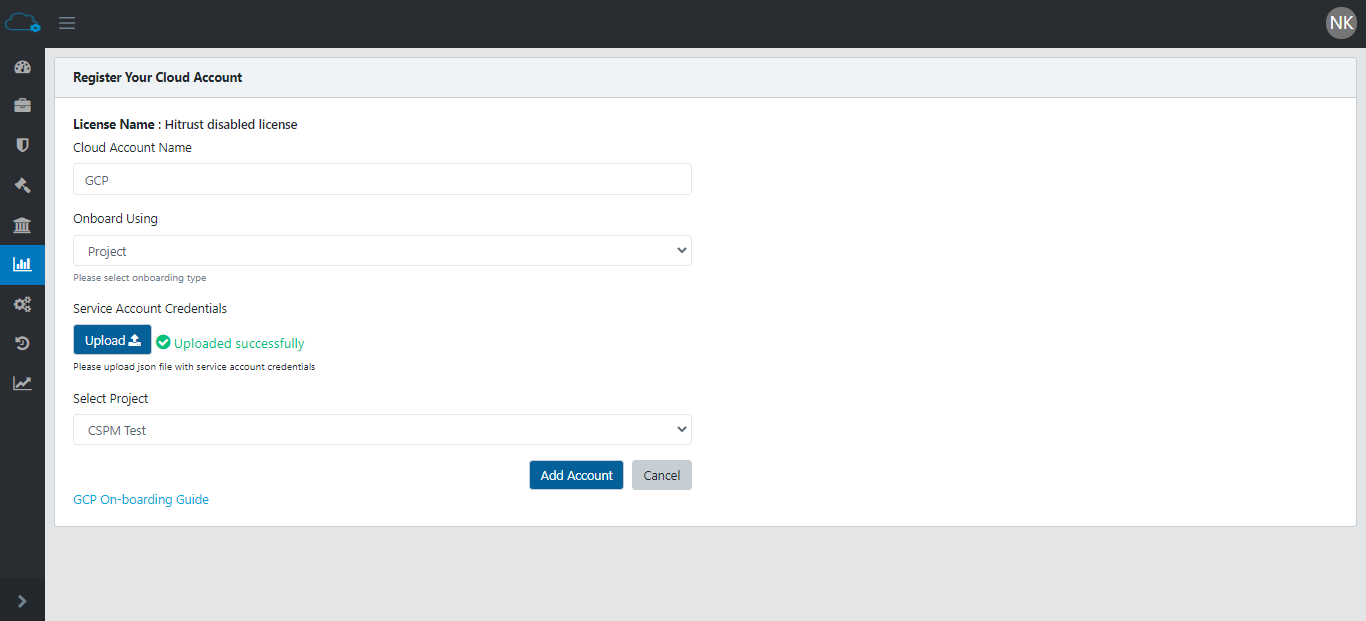 NK
Register Your Cloud Account
License Name : Hitrust disabled license
Cloud Account Name
GCP
Onboard Using
Project
Please select onboarding type
Service Account Credentials
Upload Uploaded successfully
Please upload json file with service account credentials
Select Project
CSPM Test
Add Account Cancel
GCP On-boarding Guide